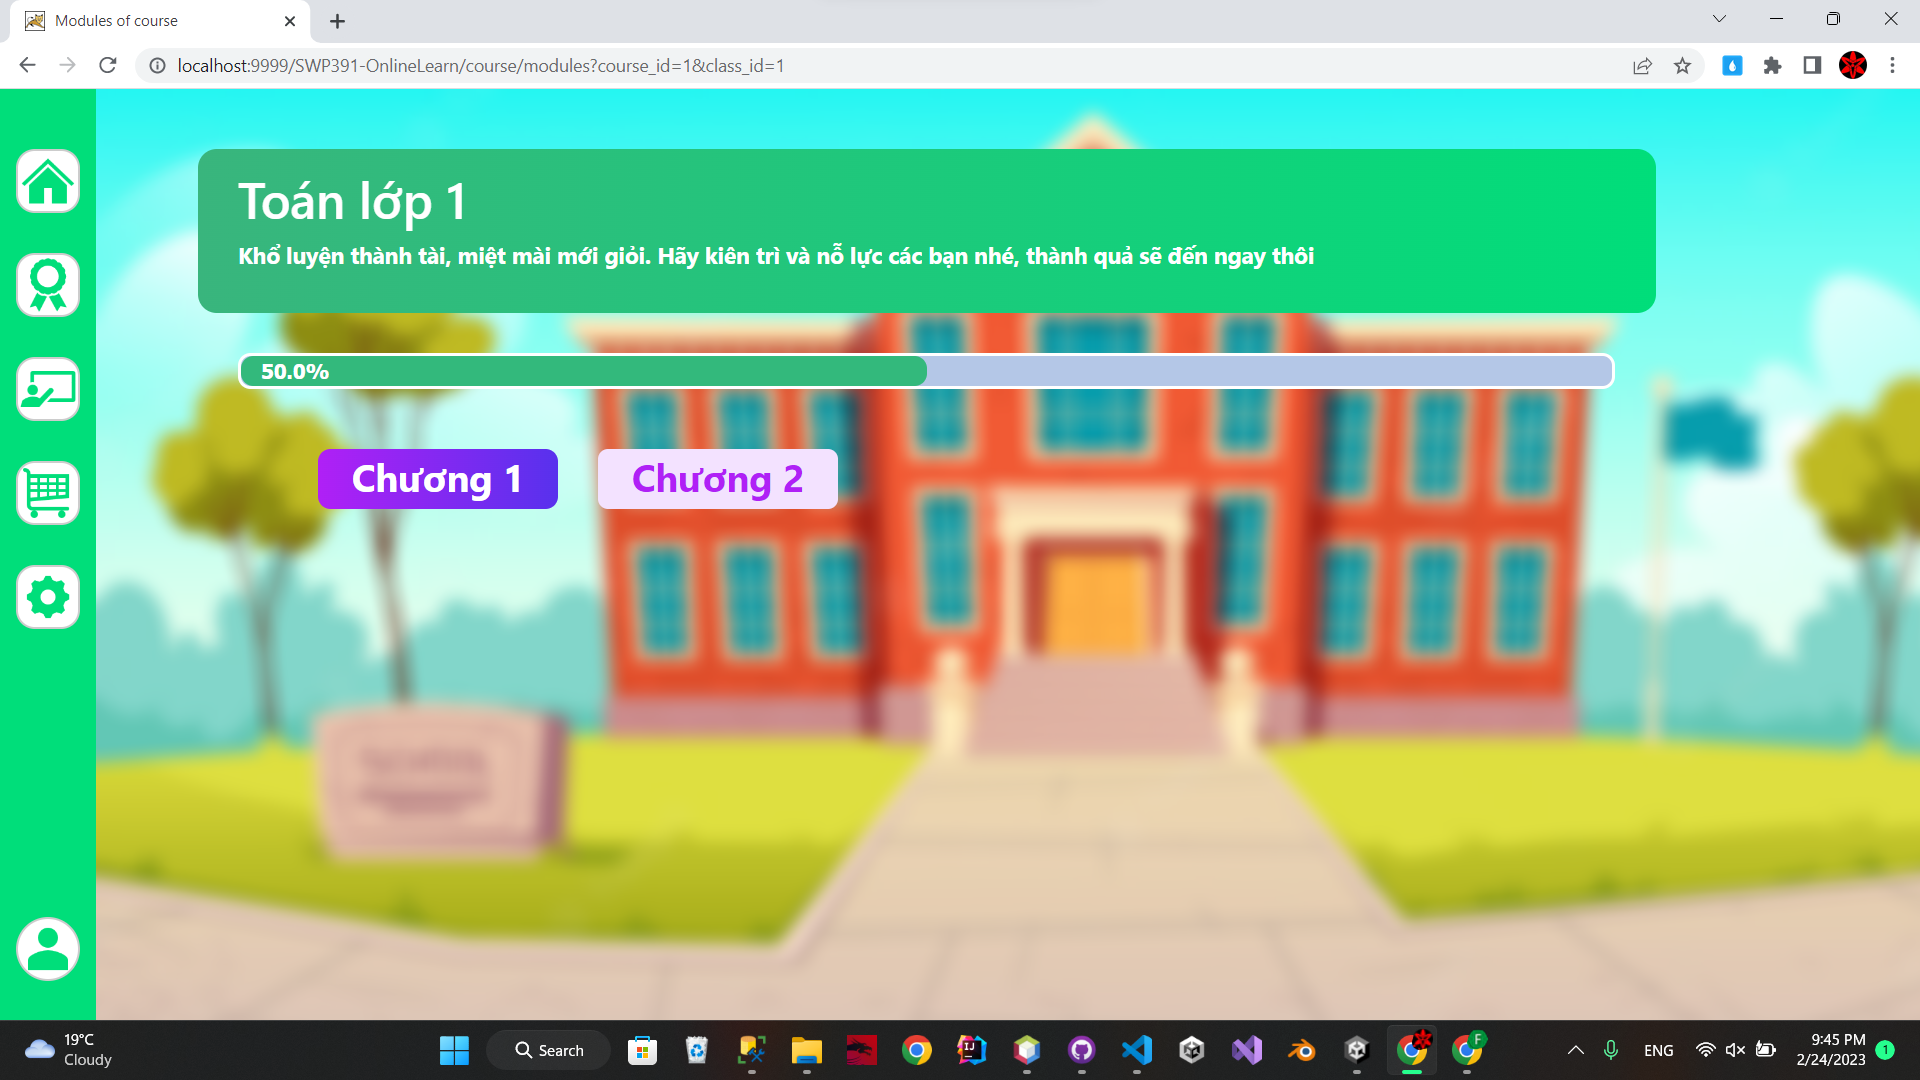 Modules of course
localhost:9999/SWP391-OnlineLearn/course/modules?course_id=1&class_id=1
Toán lớp 1
Khổ luyện thành tài, miệt mài mới giỏi. Hãy kiên trì và nỗ lực các bạn nhé, thành quả sẽ đến ngay thôi
50.0%
Chương 1
Chương 2
19°C
Cloudy
Search
IJ
F
ENG
9:45 PM
2/24/2023
1